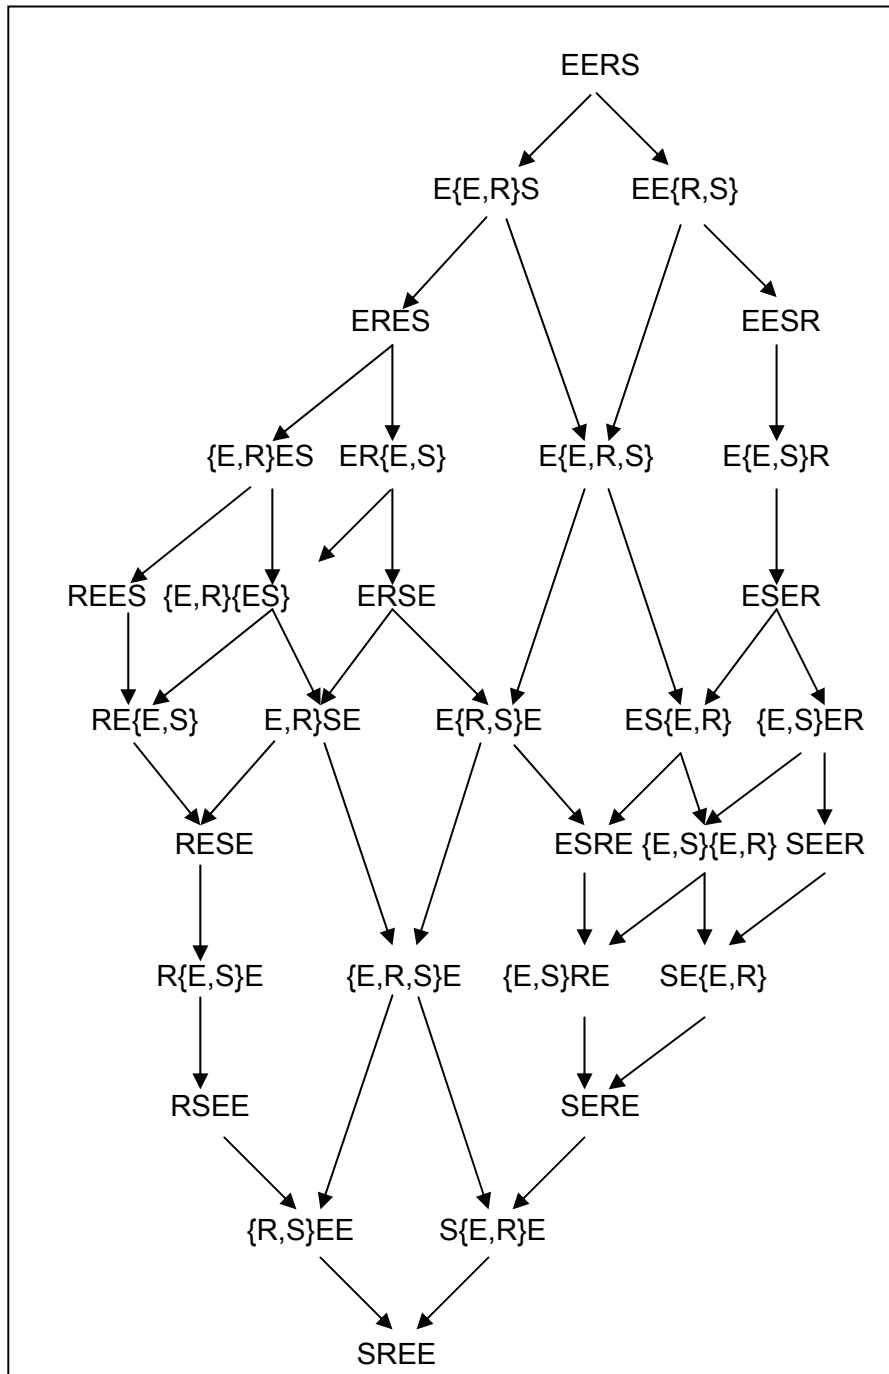 EERS
E{E,R}S EE{R,S}
ERES EESR
{E,R}ES ER{E,S} E{E,R,S} E{E,S}R
REES {E,R}{ES} ERSE ESER
RE{E,S} E,R}SE E{R,S}E ES{E,R} {E,S}ER
RESE ESRE {E,S}{E,R} SEER
R{E,S}E {E,R,S}E {E,S}RE SE{E,R}
RSEE SERE
{R,S}EE S{E,R}E
SREE